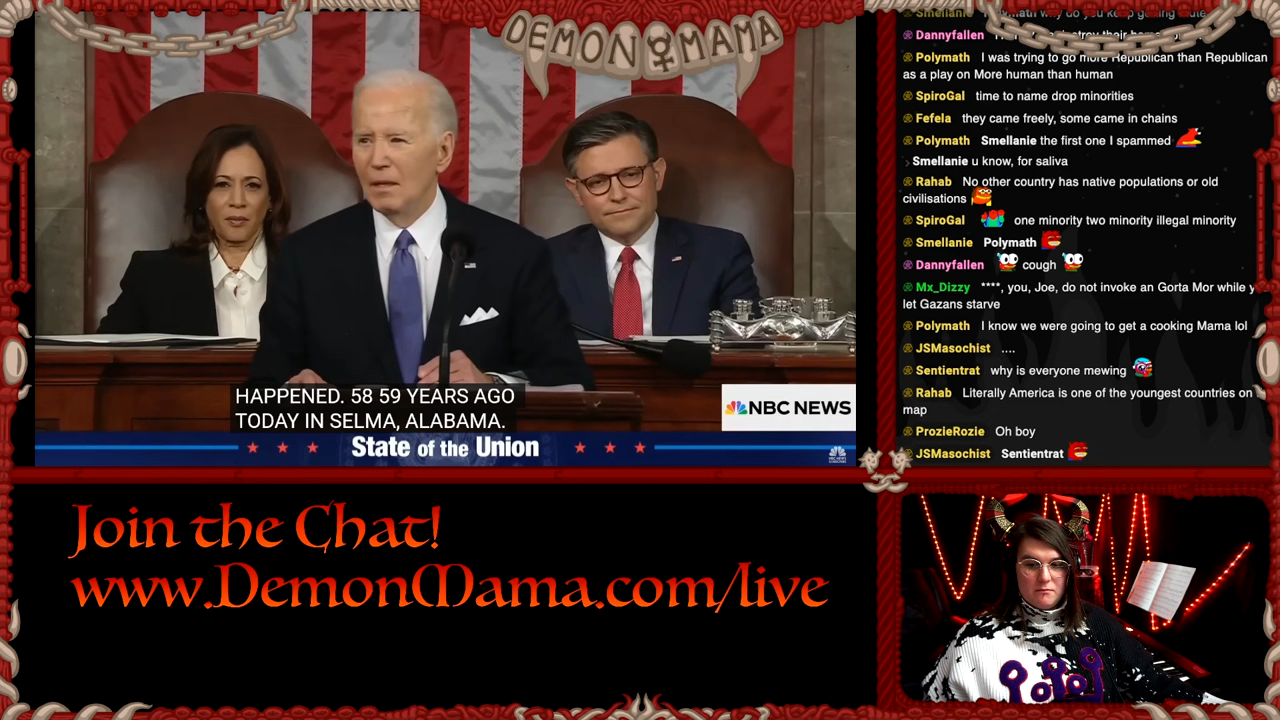 DEMON MAMA
HAPPENED. 58 59 YEARS AGO
TODAY IN SELMA, ALABAMA.
NBC NEWS
State of the Union
Dannyfallen
Polymath I was trying to go more Republican than Republican
as a play on More human than human
SpiroGal time to name drop minorities
Fefela they came freely, some came in chains
Polymath Smellanie the first one I spammed
Smellanie u know, for saliva
Rahab No other country has native populations or old
civilisations
SpiroGal one minority two minority illegal minority
Smellanie Polymath
Dannyfallen cough
Mx_Dizzy ****, you, Joe, do not invoke an Gorta Mor while y
let Gazans starve
Polymath I know we were going to get a cooking Mama lol
JSMasochist ....
Sentientrat why is everyone mewing
Rahab Literally America is one of the youngest countries on
map
ProzieRozie Oh boy
JSMasochist Sentientrat
Join the Chat!
www.DemonMama.com/live